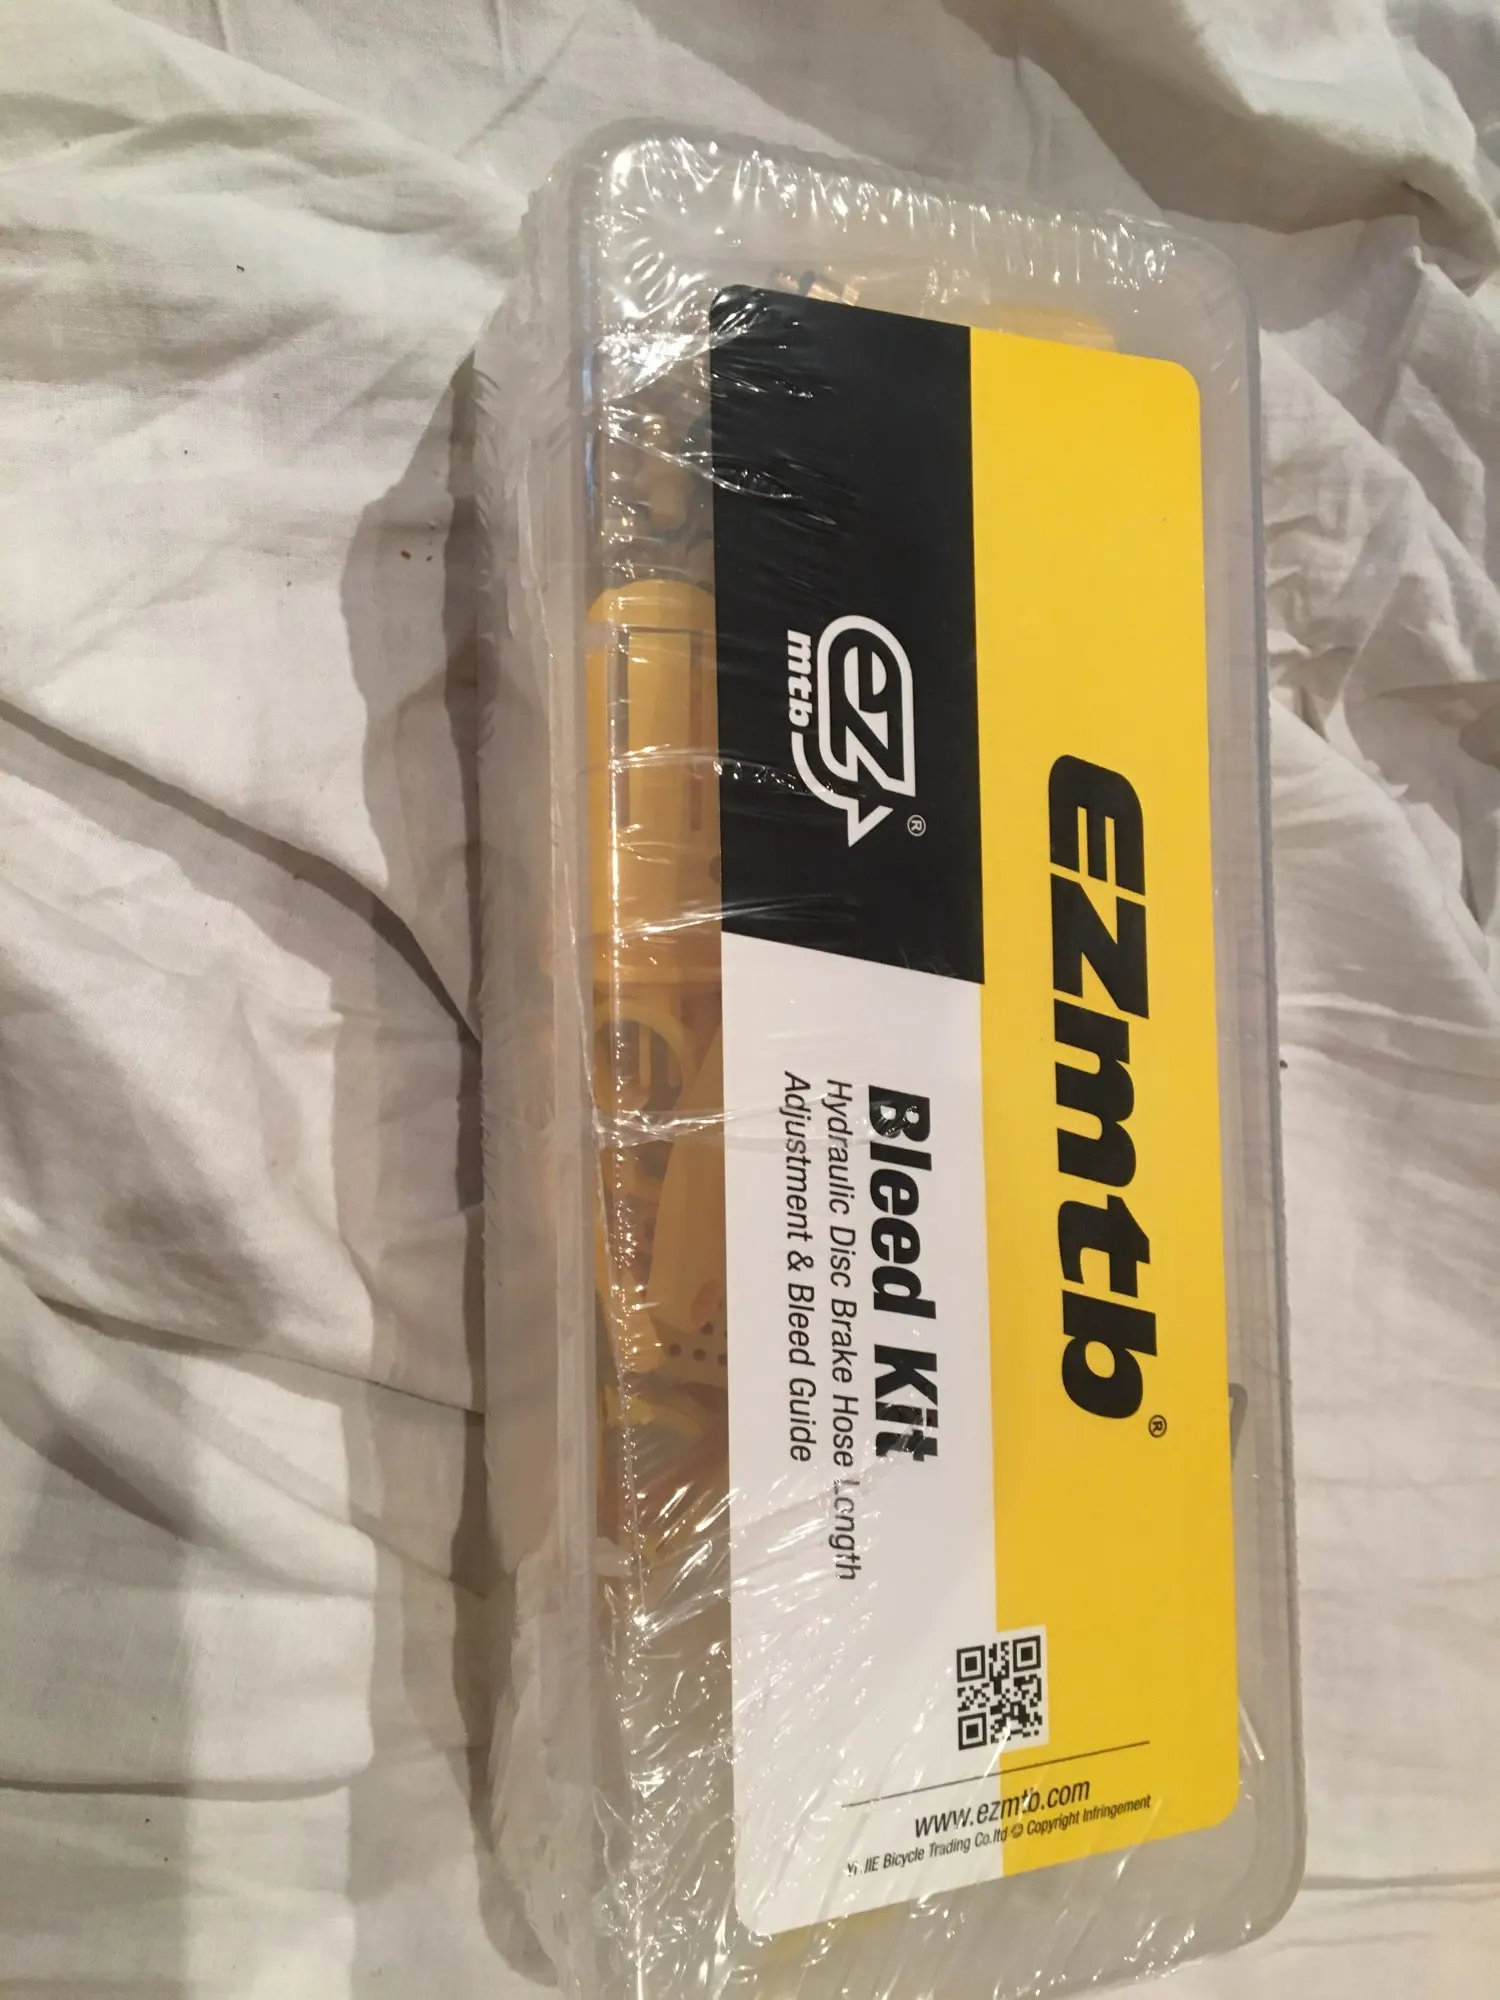 EZmtb®
ez®
mtb
Bleed Kit
Hydraulic Disc Brake Hose Length
Adjustment & Bleed Guide
www.ezmtb.com
JIE Bicycle Trading Co.ltd © Copyright Infringement